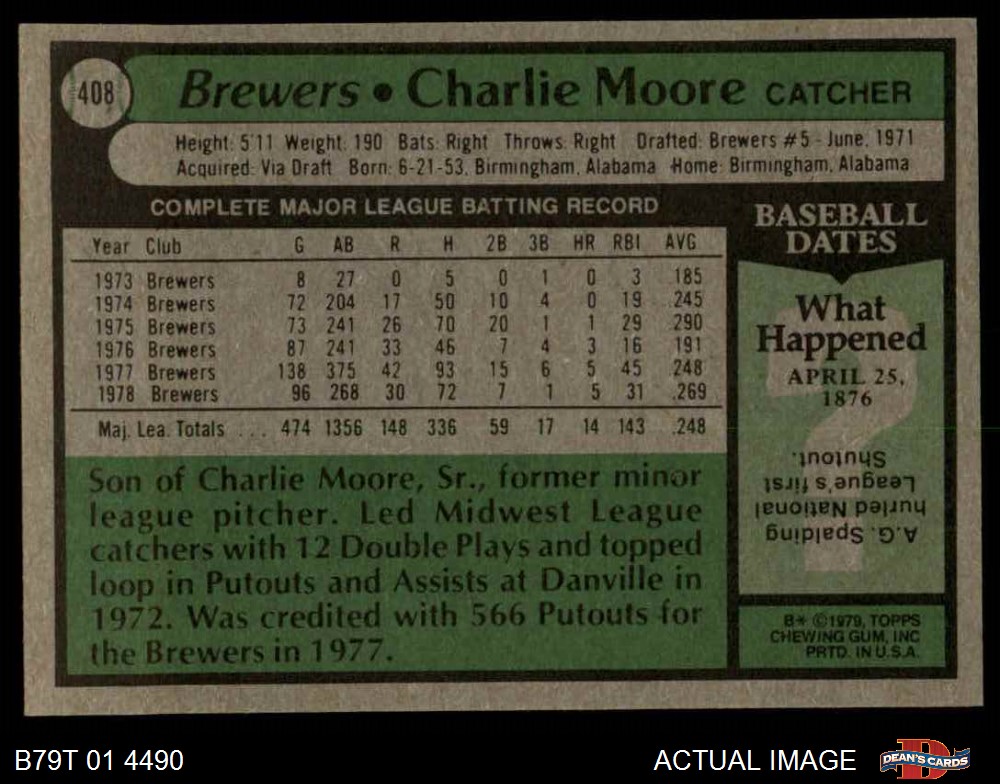 408
Brewers • Charlie Moore CATCHER
Height: 5'11 Weight: 190 Bats: Right Throws: Right Drafted: Brewers #5 - June, 1971
Acquired: Via Draft Born: 6-21-53, Birmingham, Alabama Home: Birmingham, Alabama
COMPLETE MAJOR LEAGUE BATTING RECORD
Year Club G AB R H 2B 3B HR RBI AVG
1973 Brewers 8 27 0 5 0 1 0 3 .185
1974 Brewers 72 204 17 50 10 4 0 19 .245
1975 Brewers 73 241 26 70 20 1 1 29 .290
1976 Brewers 87 241 33 46 7 4 3 16 .191
1977 Brewers 138 375 42 93 15 6 5 45 .248
1978 Brewers 96 268 30 72 7 1 5 31 .269
Maj. Lea. Totals ... 474 1356 148 336 59 17 14 143 .248
Son of Charlie Moore, Sr., former minor
league pitcher. Led Midwest League
catchers with 12 Double Plays and topped
loop in Putouts and Assists at Danville in
1972. Was credited with 566 Putouts for
the Brewers in 1977.
BASEBALL
DATES
What
Happened
APRIL 25,
1876
A.G. Spalding
hurled National
League's first
Shutout.
B* ©1979, TOPPS
CHEWING GUM, INC
PRTD. IN U.S.A.
B79T 01 4490
ACTUAL IMAGE
DEAN'S CARDS